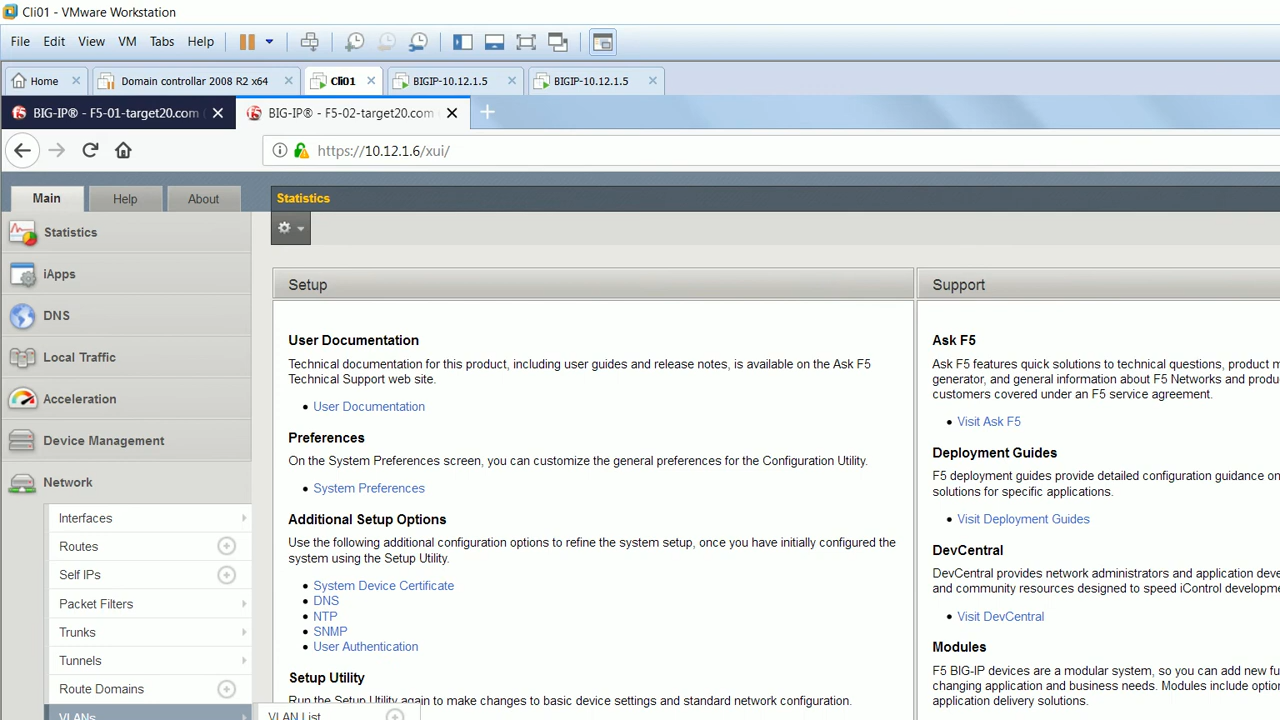 Cli01 - VMware Workstation
File Edit View VM Tabs Help
Home Domain controllar 2008 R2 x64 Cli01 BIGIP-10.12.1.5 BIGIP-10.12.1.5
BIG-IP® - F5-01-target20.com BIG-IP® - F5-02-target20.com
https://10.12.1.6/xui/
Main Help About
Statistics
iApps
DNS
Local Traffic
Acceleration
Device Management
Network
Interfaces
Routes
Self IPs
Packet Filters
Trunks
Tunnels
Route Domains
VLANs
VLAN List
Statistics
Setup
User Documentation
Technical documentation for this product, including user guides and release notes, is available on the Ask F5
Technical Support web site.
• User Documentation
Preferences
On the System Preferences screen, you can customize the general preferences for the Configuration Utility.
• System Preferences
Additional Setup Options
Use the following additional configuration options to refine the system setup, once you have initially configured the
system using the Setup Utility.
• System Device Certificate
• DNS
• NTP
• SNMP
• User Authentication
Setup Utility
Run the Setup Utility again to make changes to basic device settings and standard network configuration.
Support
Ask F5
Ask F5 features quick solutions to technical questions, product m
generator, and general information about F5 Networks and produ
customers covered under an F5 service agreement.
• Visit Ask F5
Deployment Guides
F5 deployment guides provide detailed configuration guidance on
solutions for specific applications.
• Visit Deployment Guides
DevCentral
DevCentral provides network administrators and application deve
and community resources designed to speed iControl developme
• Visit DevCentral
Modules
F5 BIG-IP devices are a modular system, so you can add new fu
changing application and business needs. Modules include optio
application delivery solutions.